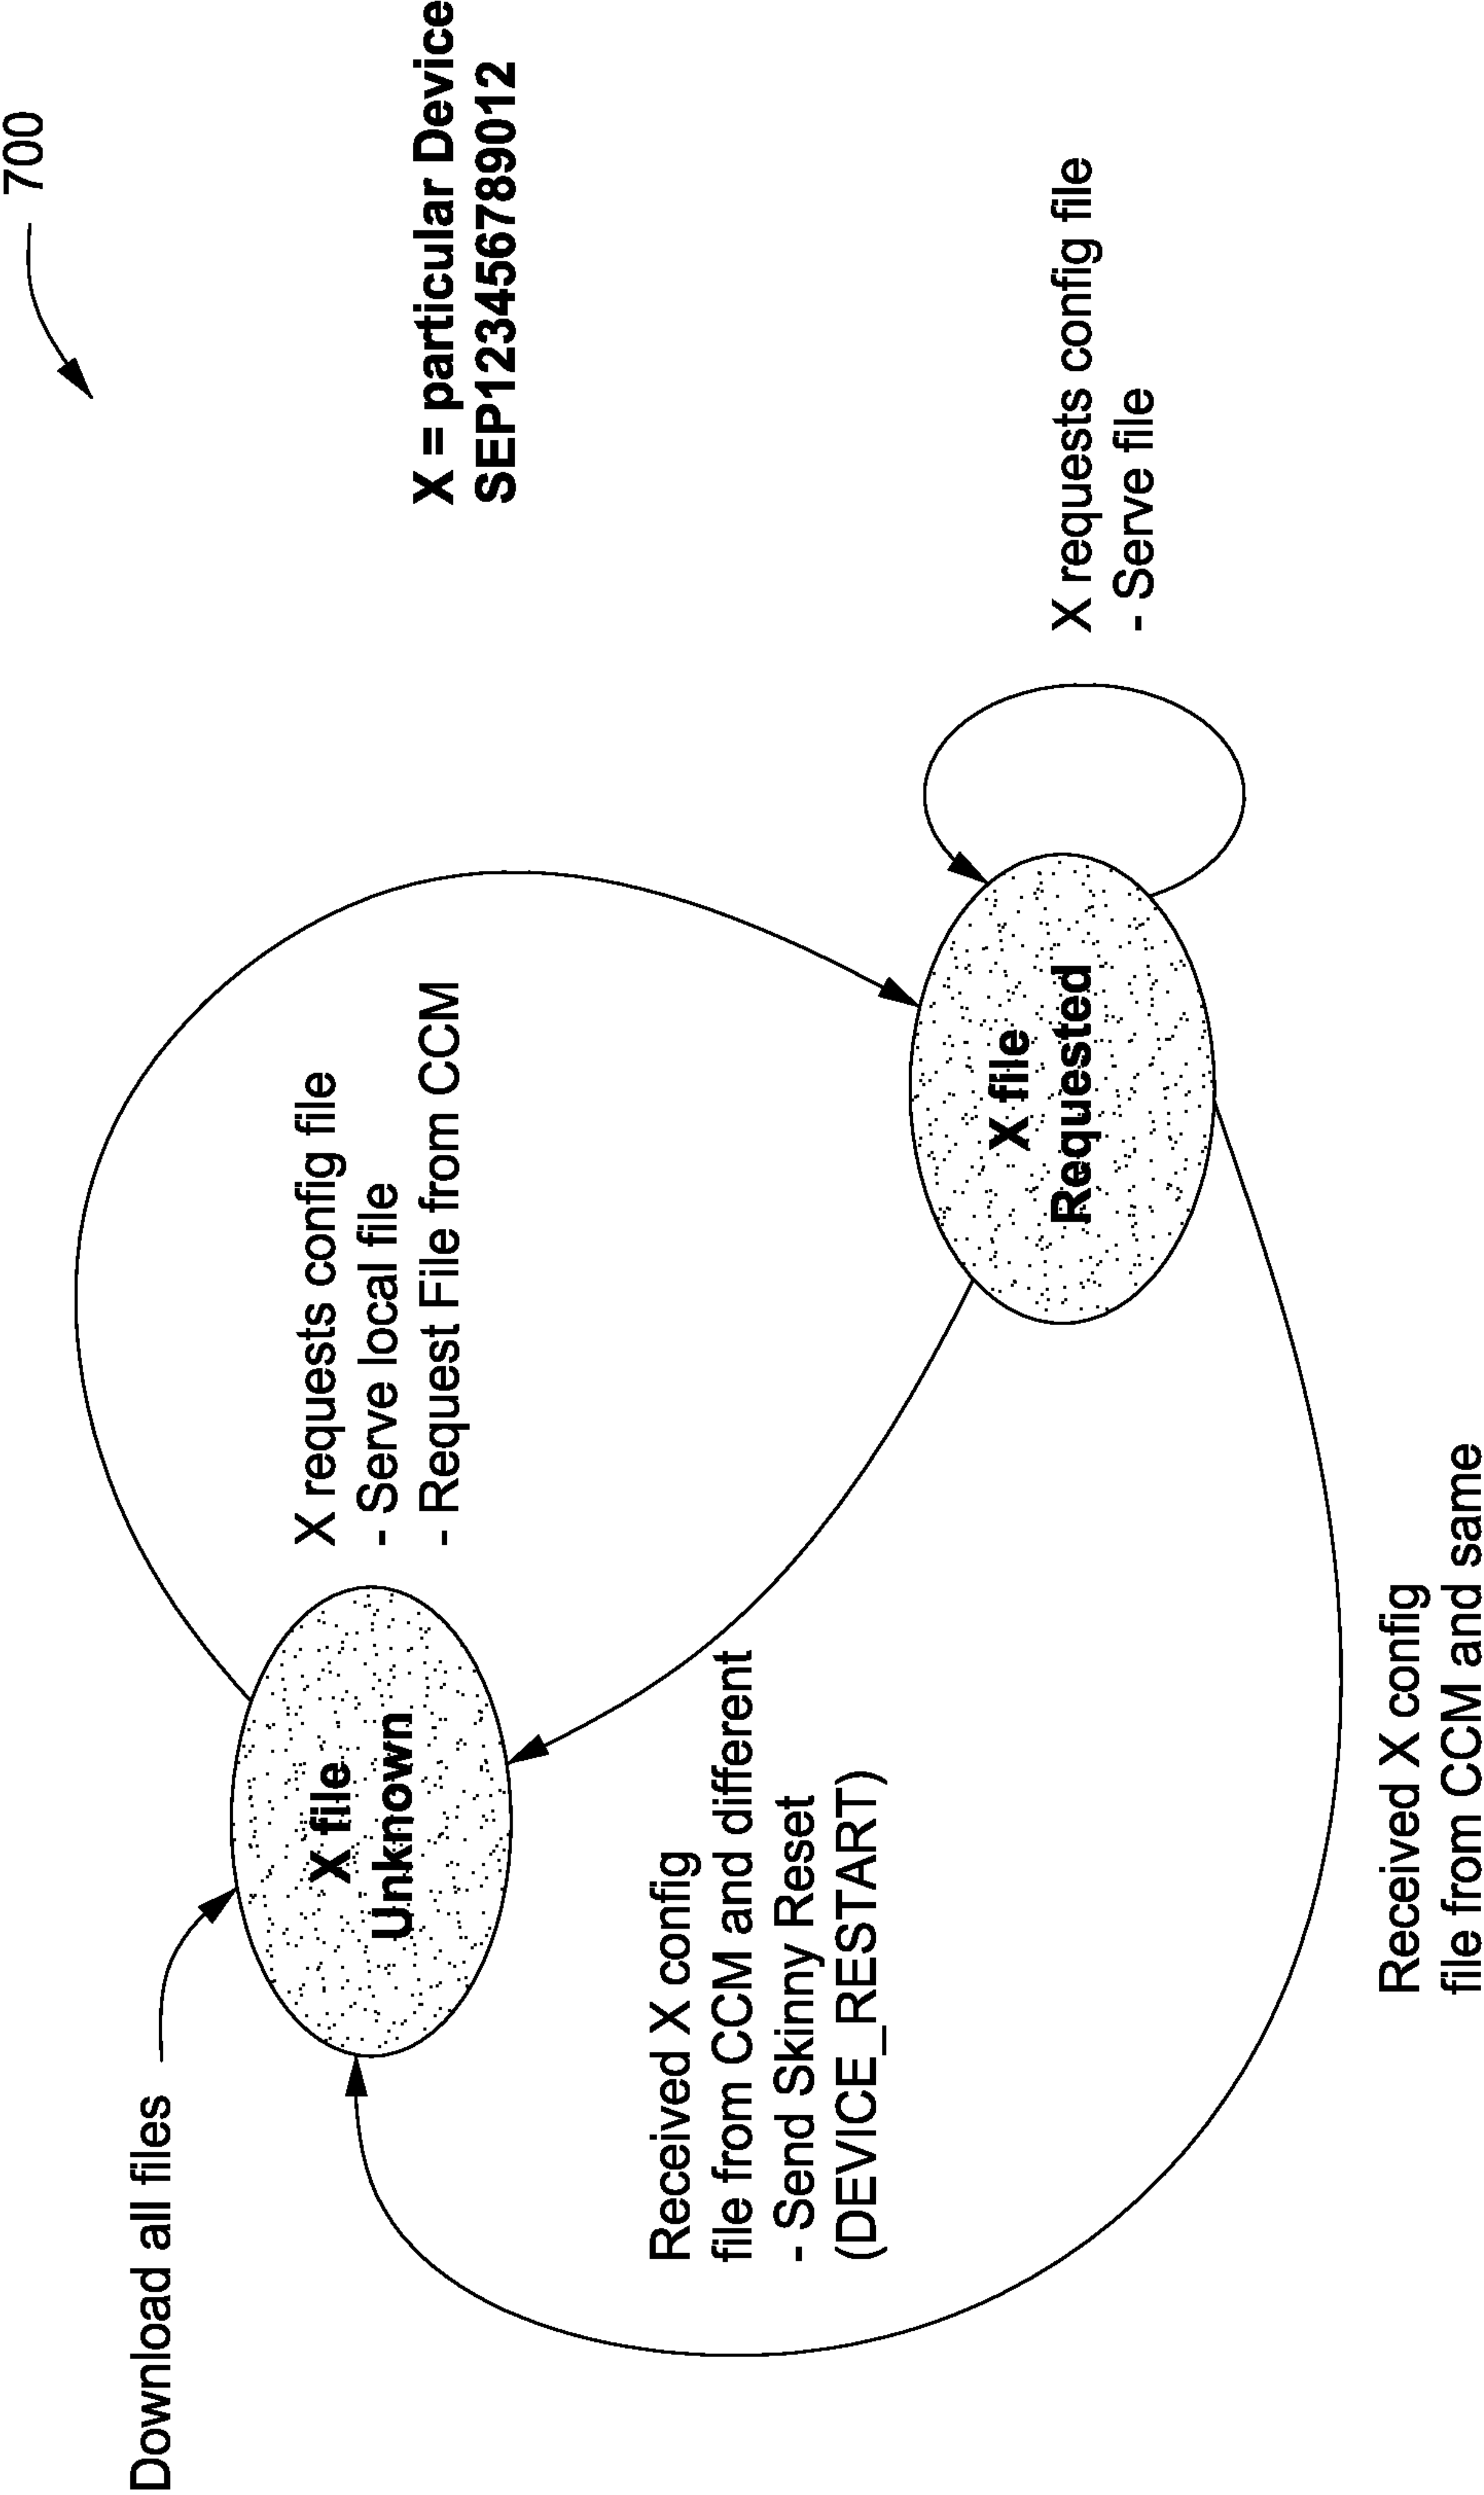 700
Download all files
X = particular Device
SEP123456789012
X file
Unknown
X requests config file
- Serve local file
- Request File from CCM
Received X config
file from CCM and different
- Send Skinny Reset
(DEVICE_RESTART)
X file
Requested
X requests config file
- Serve file
Received X config
file from CCM and same